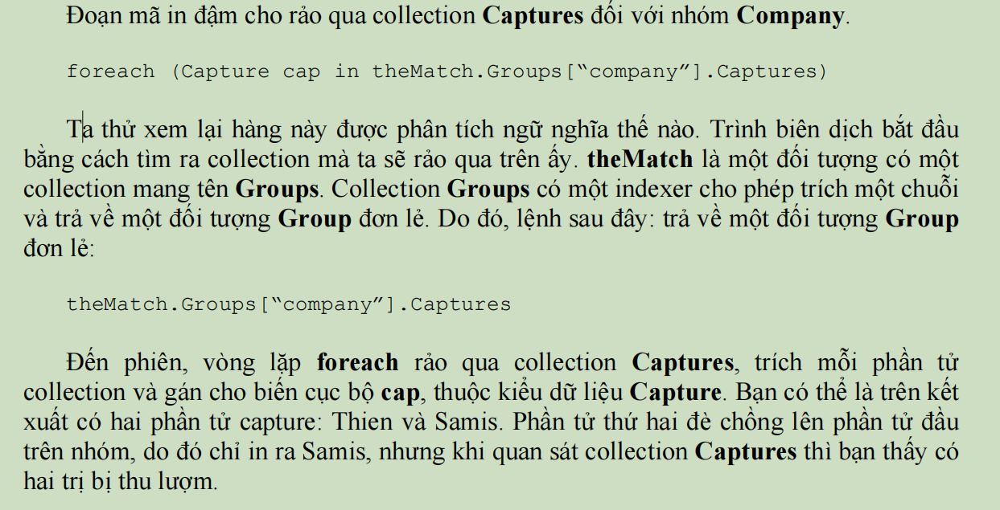 Đoạn mã in đậm cho rảo qua collection Captures đối với nhóm Company.
foreach (Capture cap in theMatch.Groups[“company”].Captures)
Ta thử xem lại hàng này được phân tích ngữ nghĩa thế nào. Trình biên dịch bắt đầu
bằng cách tìm ra collection mà ta sẽ rảo qua trên ấy. theMatch là một đối tượng có một
collection mang tên Groups. Collection Groups có một indexer cho phép trích một chuỗi
và trả về một đối tượng Group đơn lẻ. Do đó, lệnh sau đây: trả về một đối tượng Group
đơn lẻ:
theMatch.Groups[“company”].Captures
Đến phiên, vòng lặp foreach rảo qua collection Captures, trích mỗi phần tử
collection và gán cho biến cục bộ cap, thuộc kiểu dữ liệu Capture. Bạn có thể là trên kết
xuất có hai phần tử capture: Thien và Samis. Phần tử thứ hai đè chồng lên phần tử đầu
trên nhóm, do đó chỉ in ra Samis, nhưng khi quan sát collection Captures thì bạn thấy có
hai trị bị thu lượm.